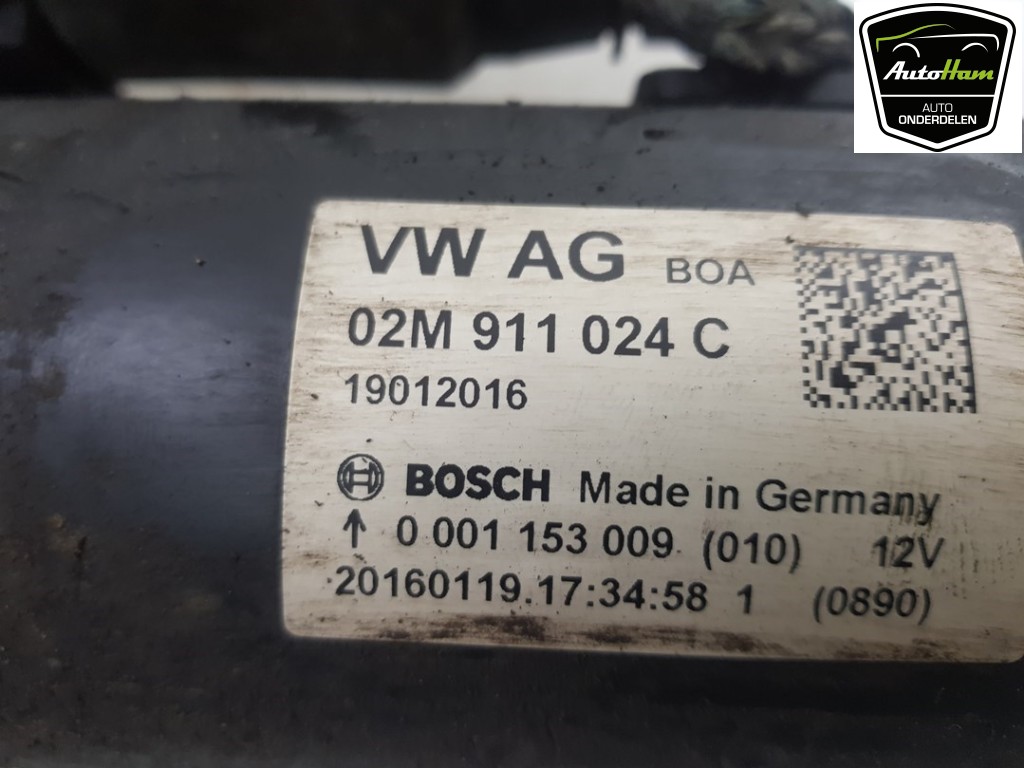 AutoHam
AUTO
ONDERDELEN
VW AG BOA
02M 911 024 C
19012016
BOSCH Made in Germany
↑ 0 001 153 009 (010) 12V
20160119.17:34:58 1 (0890)